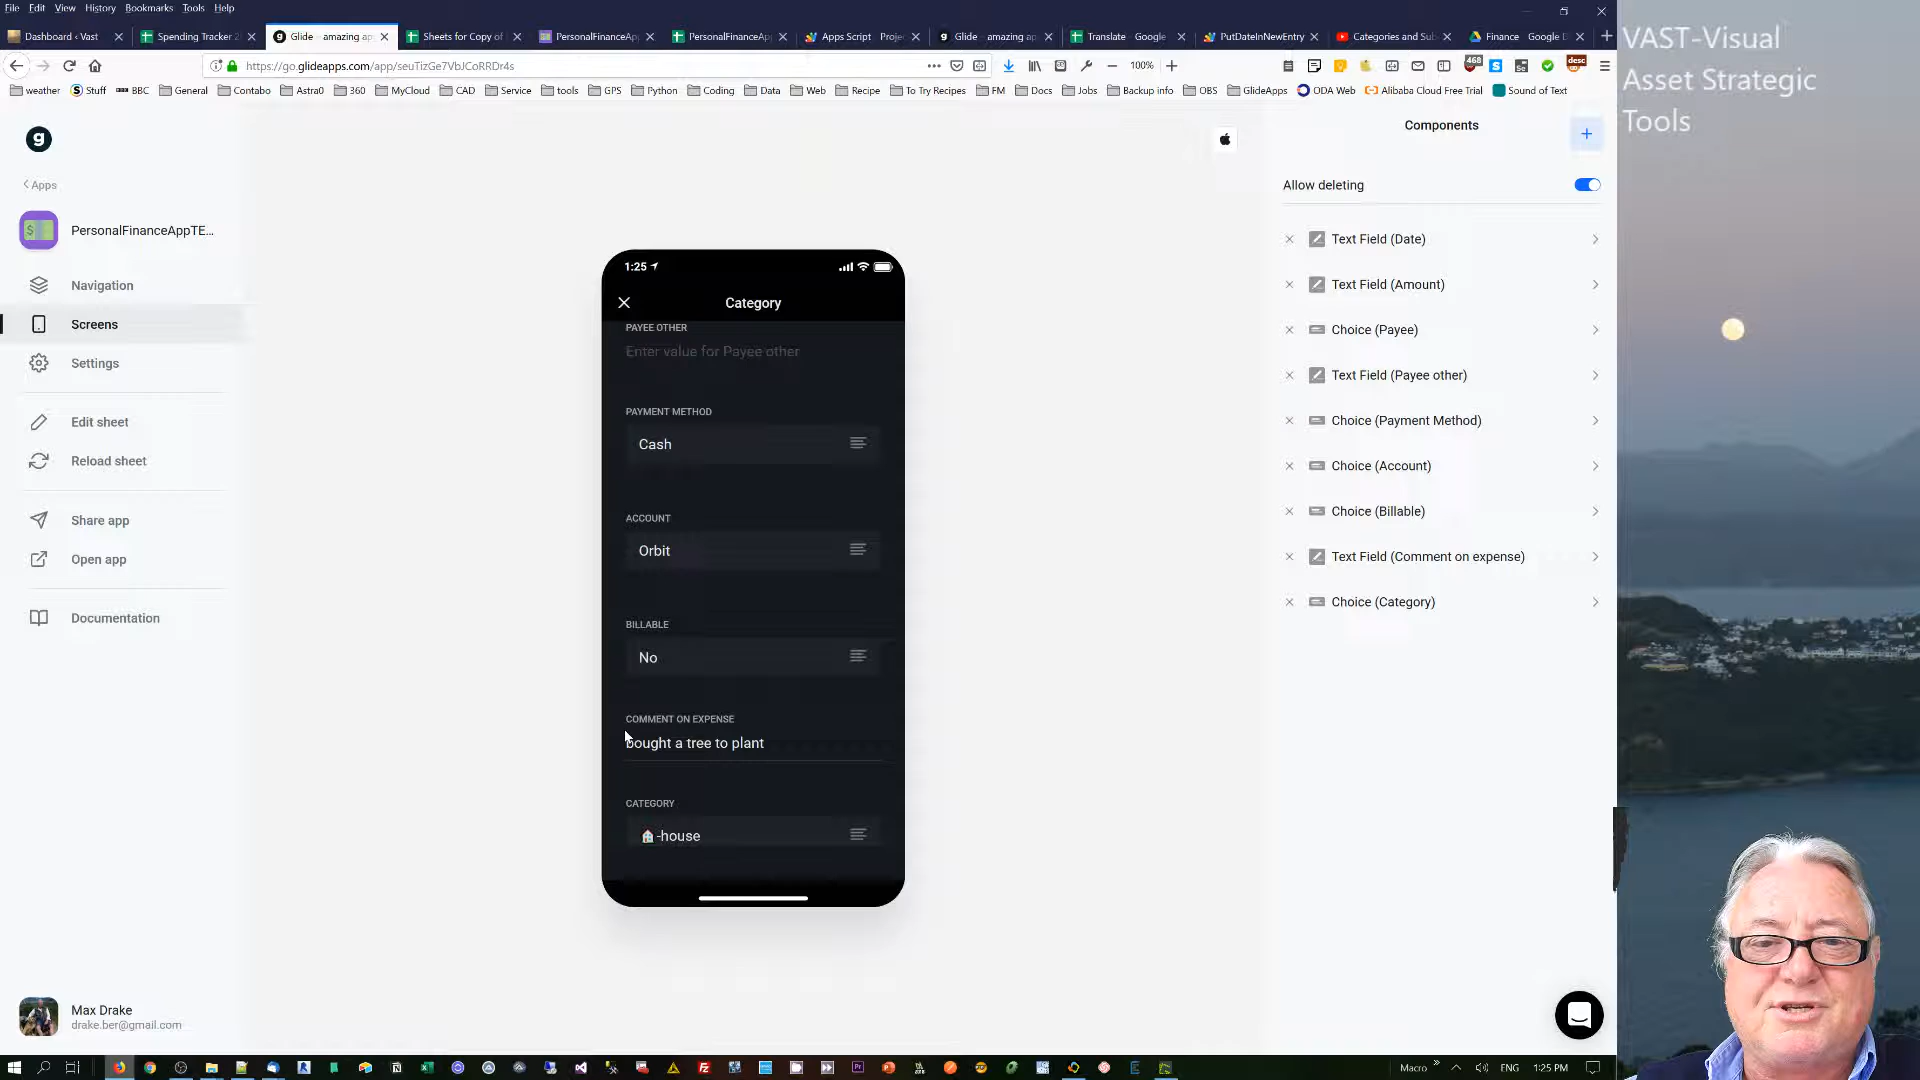 File Edit View History Bookmarks Tools Help
Dashboard ‹ Vast
Spending Tracker 2
Glide – amazing ap
Sheets for Copy of
PersonalFinanceApp
PersonalFinanceApp
Apps Script Proje
Glide – amazing ap
Translate - Google
PutDateInNewEntry
Categories and Sub
Finance Google D
https://go.glideapps.com/app/seuTizGe7VbJCoRRDr4s
100%
468
desc
weather Stuff BBC General Contabo Astra0 360 MyCloud CAD Service tools GPS Python Coding Data Web Recipe To Try Recipes FM Docs Jobs Backup info OBS GlideApps ODA Web Alibaba Cloud Free Trial Sound of Text
VAST-Visual
Asset Strategic
Tools
g
Apps
PersonalFinanceAppTE...
Navigation
Screens
Settings
Edit sheet
Reload sheet
Share app
Open app
Documentation
Max Drake
drake.ber@gmail.com
1:25
Category
PAYEE OTHER
Enter value for Payee other
PAYMENT METHOD
Cash
ACCOUNT
Orbit
BILLABLE
No
COMMENT ON EXPENSE
bought a tree to plant
CATEGORY
-house
Components
Allow deleting
Text Field (Date)
Text Field (Amount)
Choice (Payee)
Text Field (Payee other)
Choice (Payment Method)
Choice (Account)
Choice (Billable)
Text Field (Comment on expense)
Choice (Category)
Macro
ENG
1:25 PM